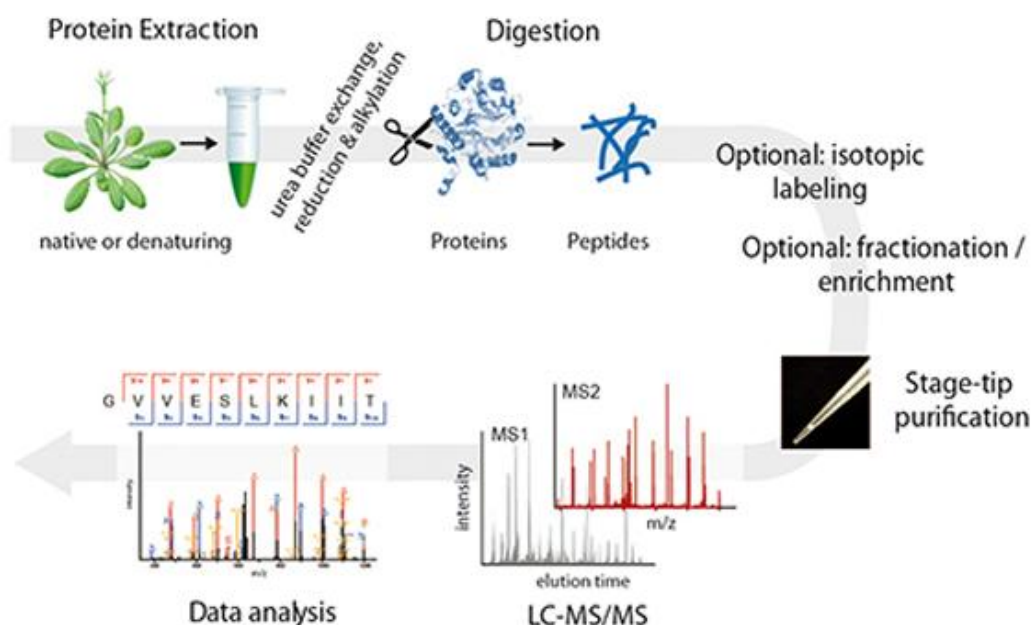 Protein Extraction
native or denaturing
urea buffer exchange,
reduction & alkylation
Digestion
Proteins
Peptides
Optional: isotopic
labeling
Optional: fractionation /
enrichment
Stage-tip
purification
MS2
m/z
MS1
intensity
elution time
LC-MS/MS
G V V E S L K I I T
intensity
m/z
Data analysis